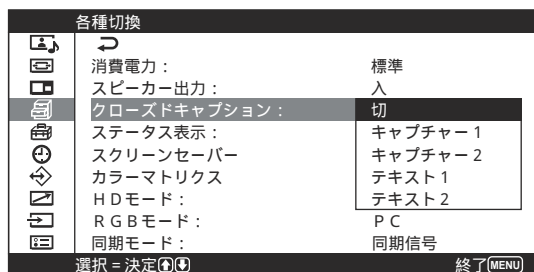 各種切換
消費電力： 標準
スピーカー出力： 入
クローズドキャプション： 切
ステータス表示： キャプチャー1
スクリーンセーバー キャプチャー2
カラーマトリクス テキスト1
ＨＤモード： テキスト2
ＲＧＢモード： ＰＣ
同期モード： 同期信号
選択＝決定 終了 MENU